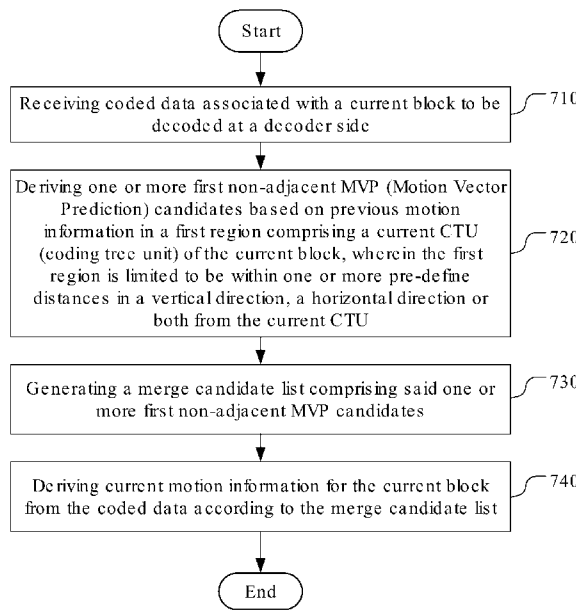 Start
Receiving coded data associated with a current block to be
decoded at a decoder side
710
Deriving one or more first non-adjacent MVP (Motion Vector
Prediction) candidates based on previous motion
information in a first region comprising a current CTU
(coding tree unit) of the current block, wherein the first
region is limited to be within one or more pre-define
distances in a vertical direction, a horizontal direction or
both from the current CTU
720
Generating a merge candidate list comprising said one or
more first non-adjacent MVP candidates
730
Deriving current motion information for the current block
from the coded data according to the merge candidate list
740
End